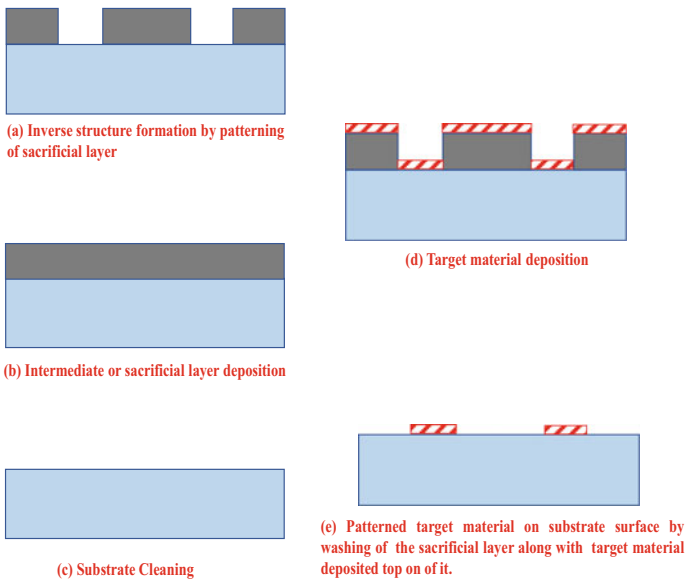 (a) Inverse structure formation by patterning
of sacrificial layer
(b) Intermediate or sacrificial layer deposition
(c) Substrate Cleaning
(d) Target material deposition
(e) Patterned target material on substrate surface by
washing of the sacrificial layer along with target material
deposited top on of it.